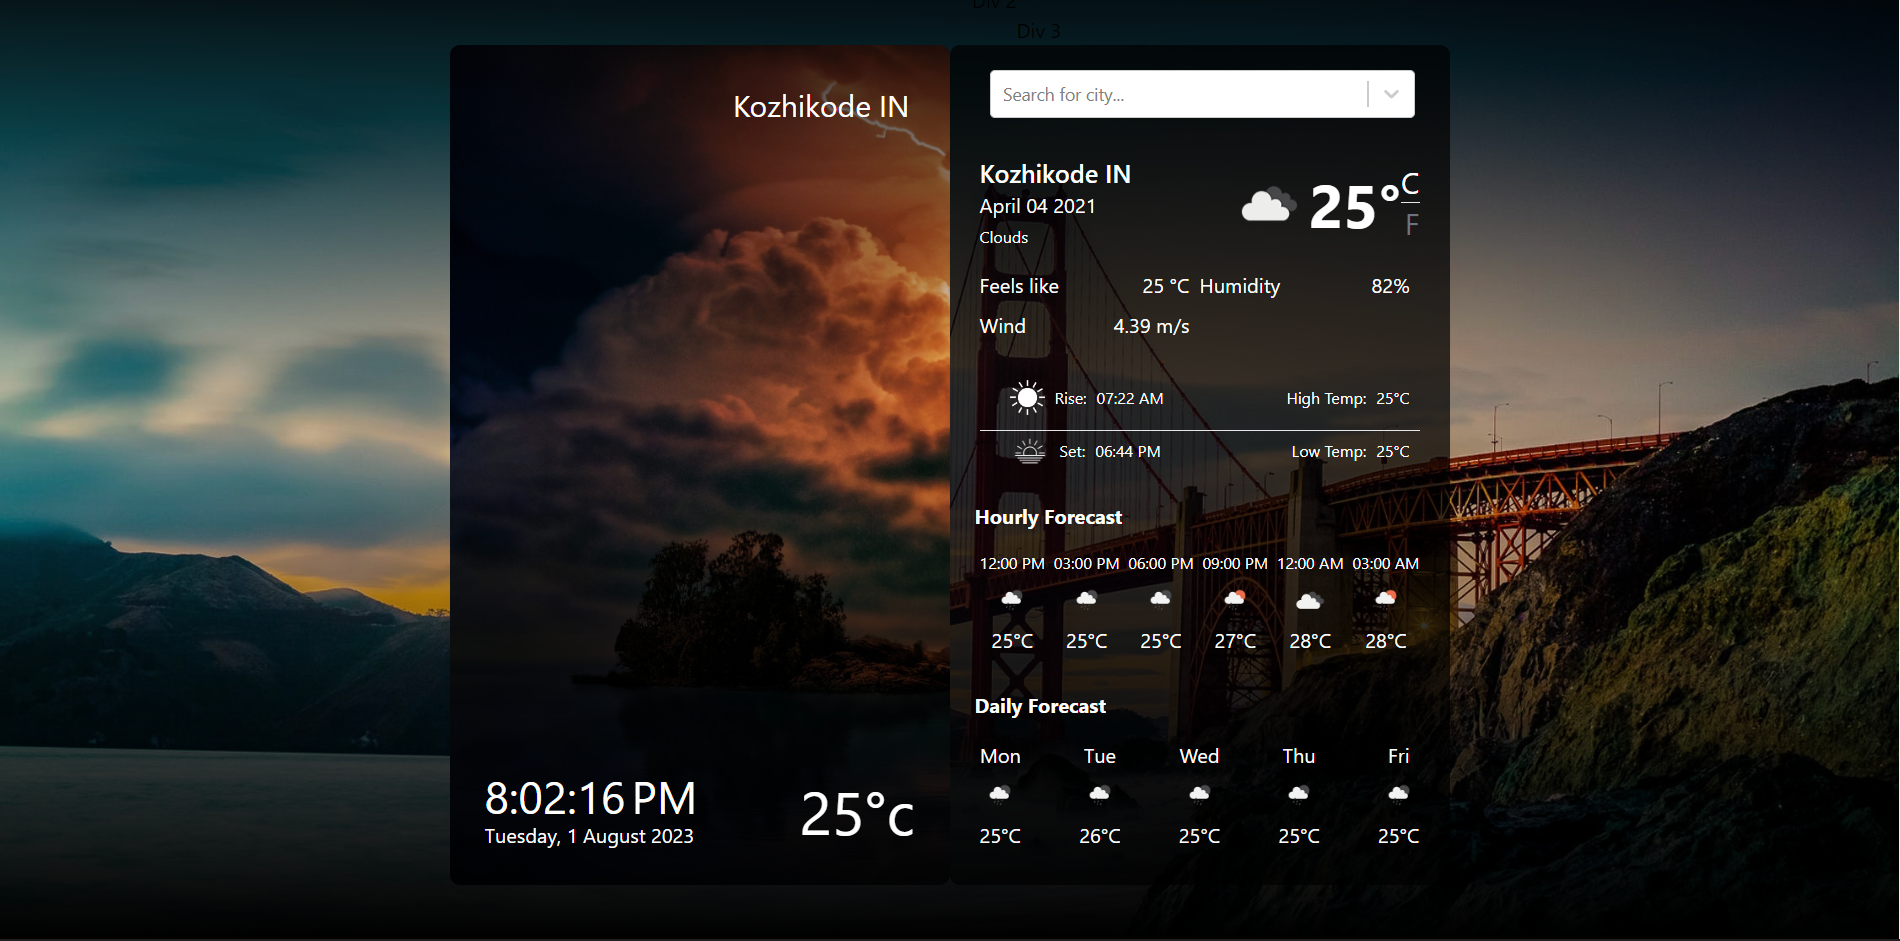 Div.2
Div 3
Kozhikode IN
8:02:16 PM
Tuesday, 1 August 2023
25°c
Search for city...
Kozhikode IN
April 04 2021
Clouds
25° C
F
Feels like 25 °C Humidity 82%
Wind 4.39 m/s
Rise: 07:22 AM High Temp: 25°C
Set: 06:44 PM Low Temp: 25°C
Hourly Forecast
12:00 PM 03:00 PM 06:00 PM 09:00 PM 12:00 AM 03:00 AM
25°C 25°C 25°C 27°C 28°C 28°C
Daily Forecast
Mon Tue Wed Thu Fri
25°C 26°C 25°C 25°C 25°C